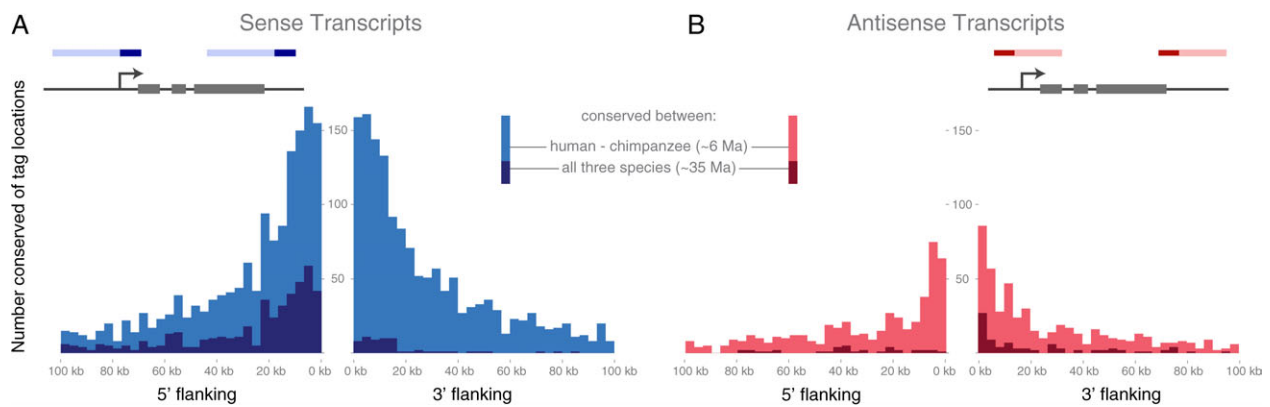 A
Sense Transcripts
B
Antisense Transcripts
Number conserved of tag locations
150
100
50
150
100
50
conserved between:
human - chimpanzee (~6 Ma)
all three species (~35 Ma)
150
100
50
100 kb 80 kb 60 kb 40 kb 20 kb 0 kb
0 kb 20 kb 40 kb 60 kb 80 kb 100 kb
100 kb 80 kb 60 kb 40 kb 20 kb 0 kb
0 kb 20 kb 40 kb 60 kb 80 kb 100 kb
5' flanking
3' flanking
5' flanking
3' flanking